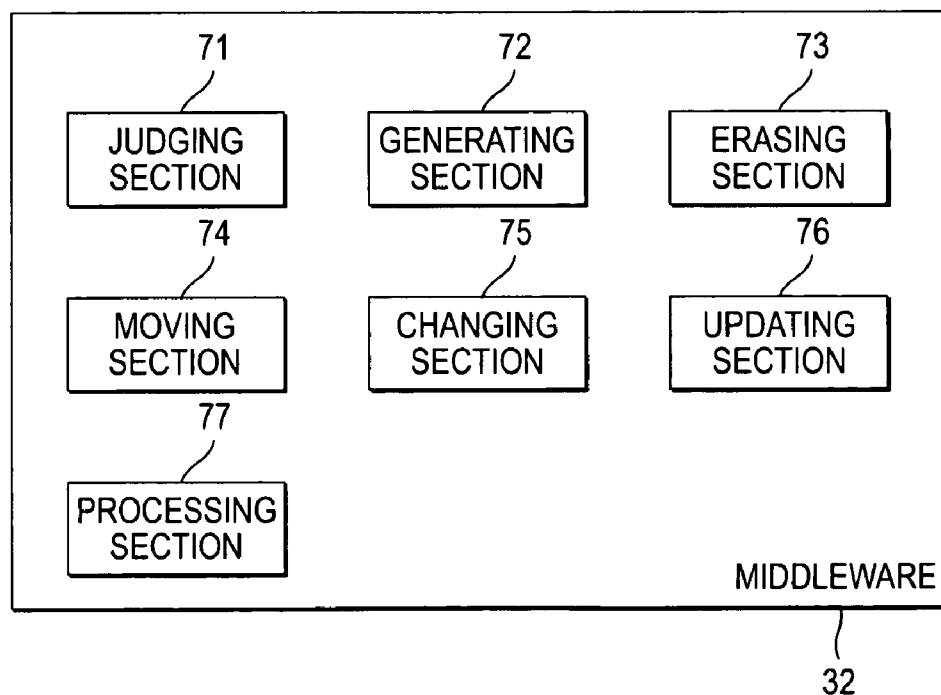 71
72
73
JUDGING
SECTION
GENERATING
SECTION
ERASING
SECTION
74
75
76
MOVING
SECTION
CHANGING
SECTION
UPDATING
SECTION
77
PROCESSING
SECTION
MIDDLEWARE
32